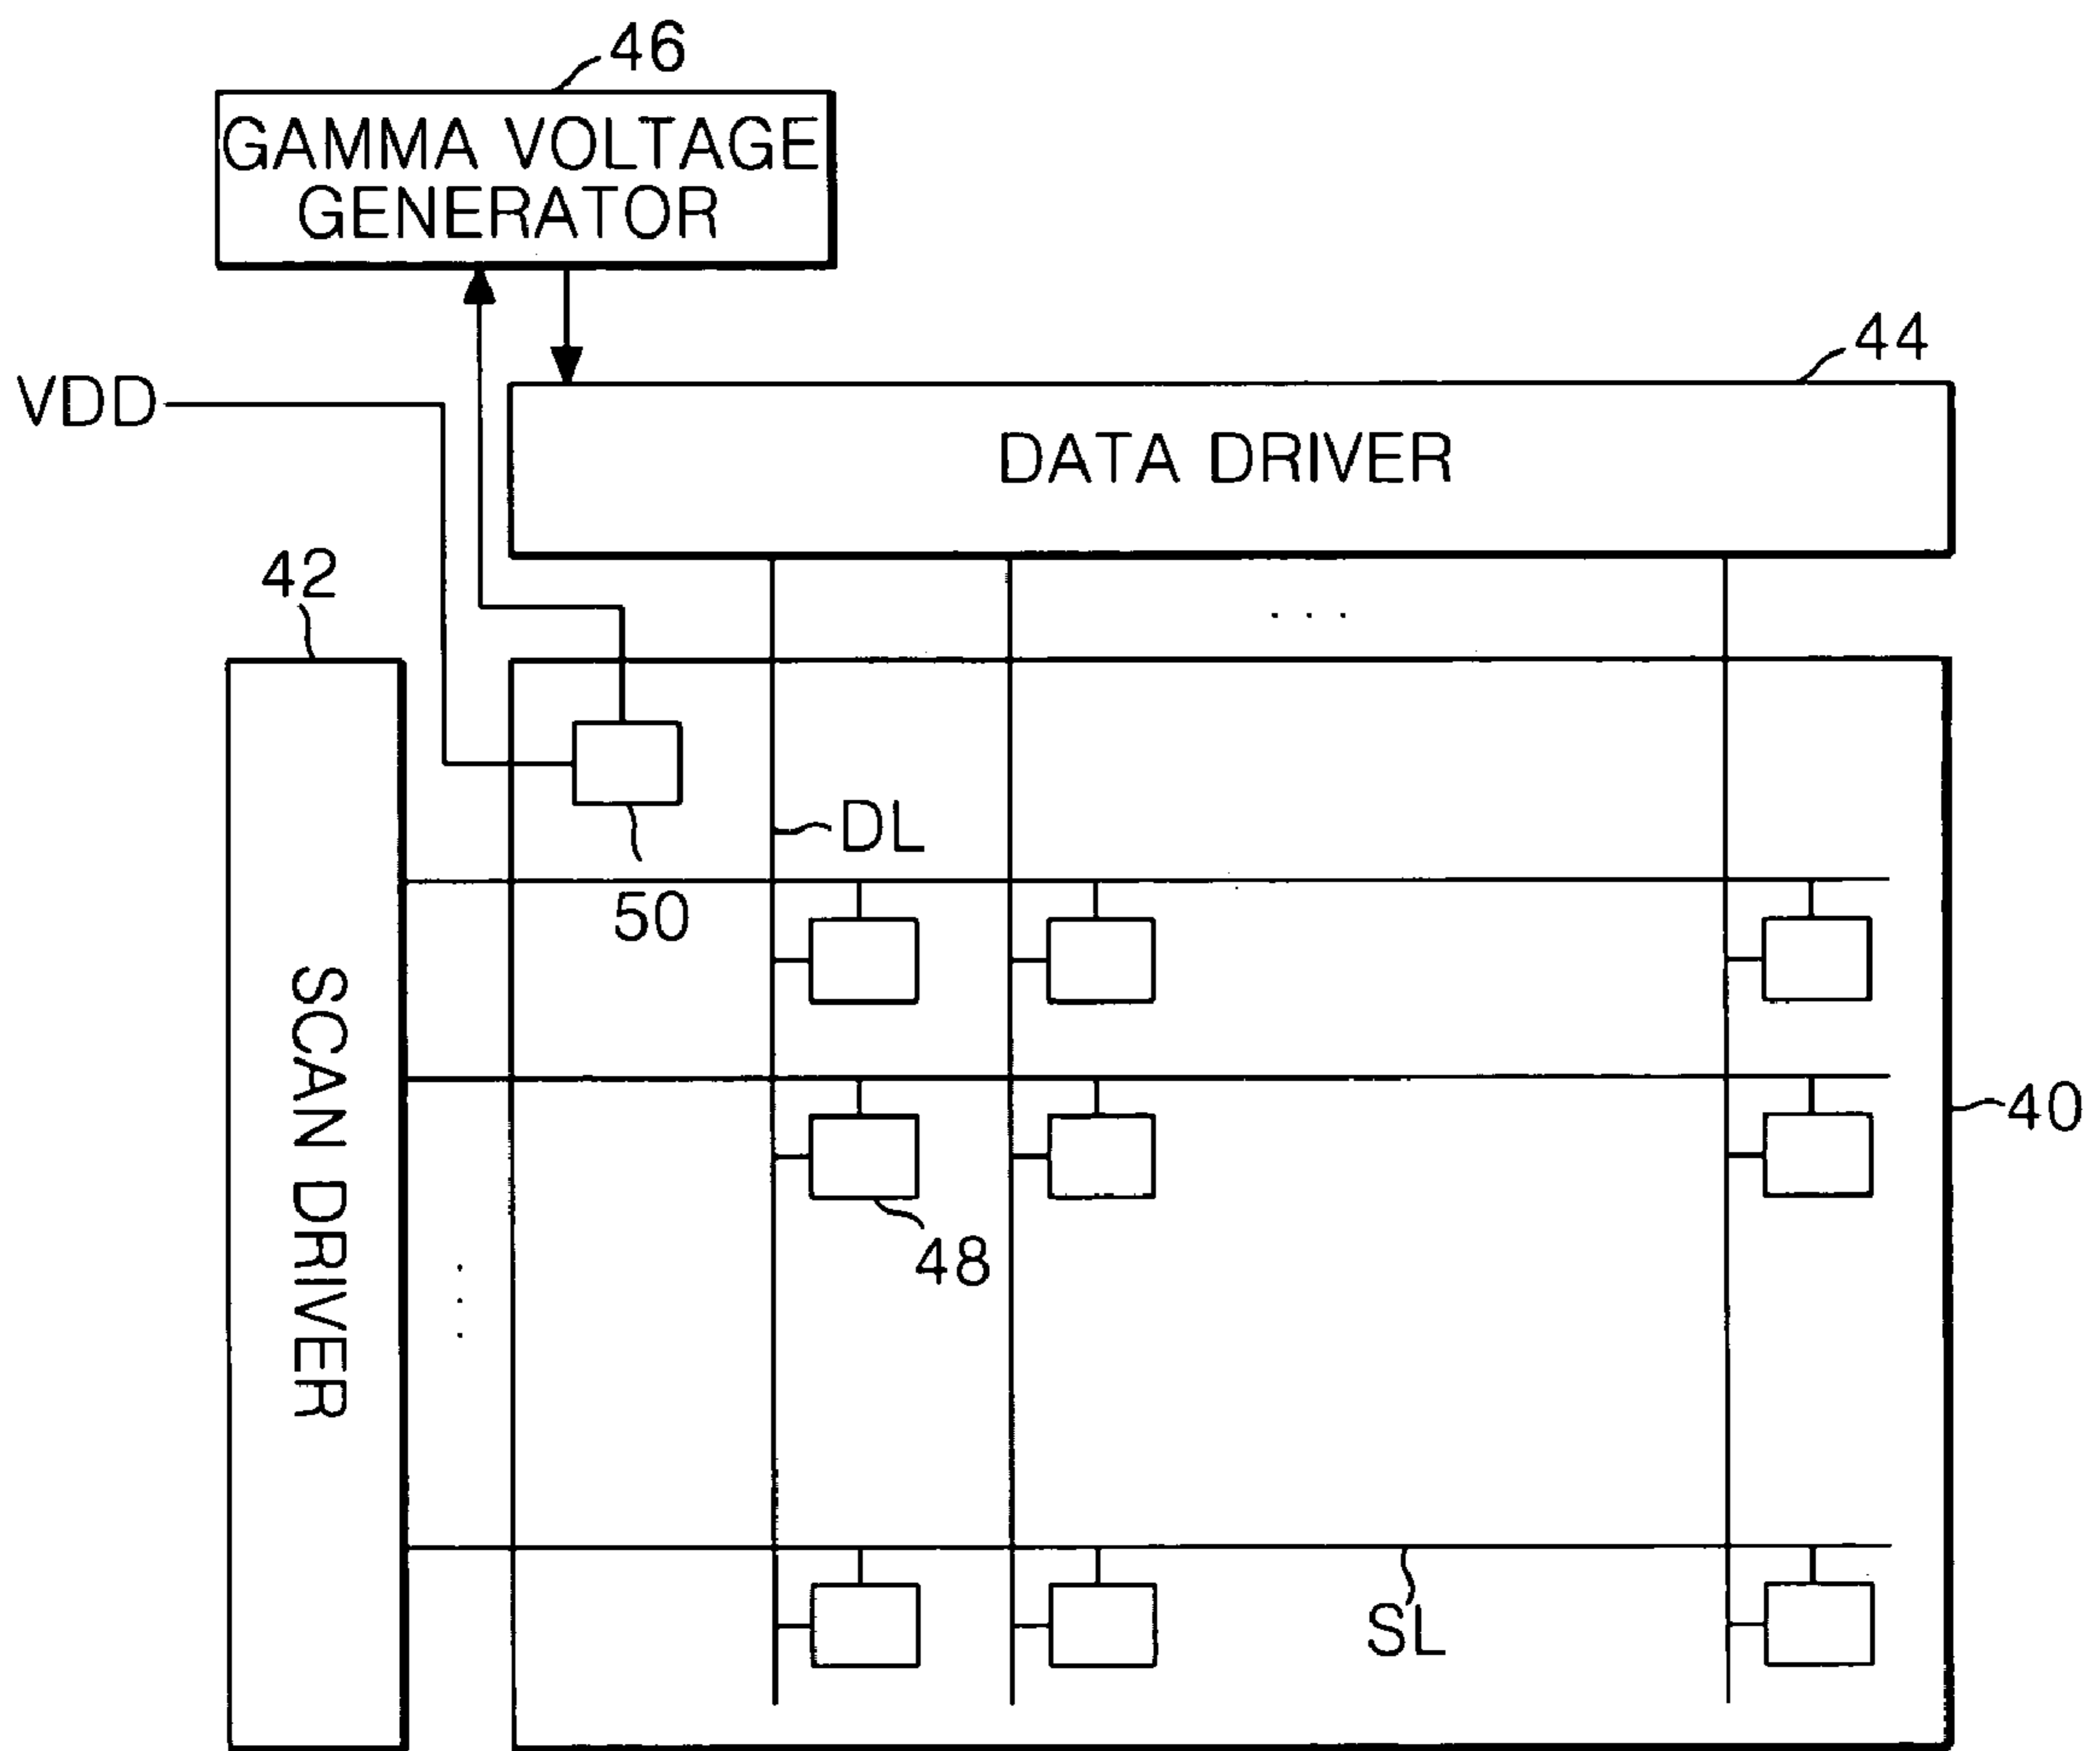 46
GAMMA VOLTAGE
GENERATOR
44
VDD
DATA DRIVER
42
. . .
DL
50
SCAN DRIVER
40
48
. . .
SL